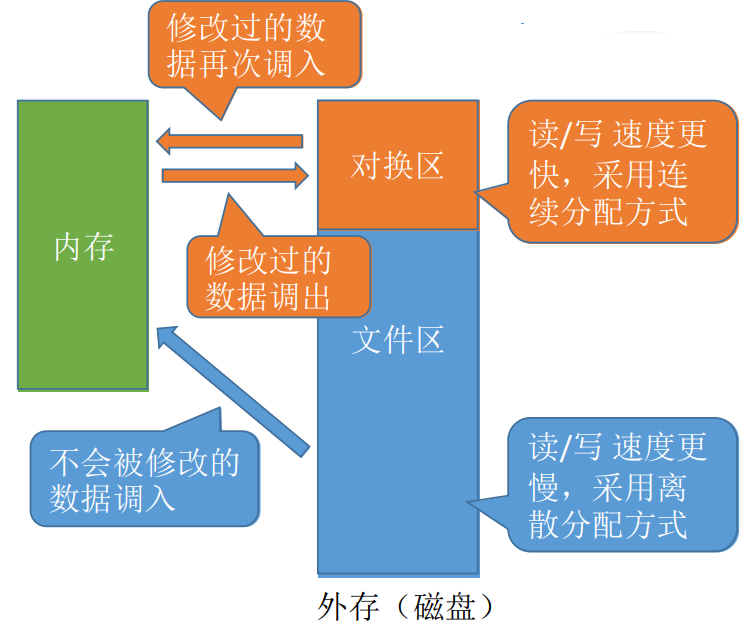 修改过的数
据再次调入
对换区
读/写 速度更
快，采用连
续分配方式
内存
修改过的
数据调出
文件区
不会被修改的
数据调入
读/写 速度更
慢，采用离
散分配方式
外存（磁盘）